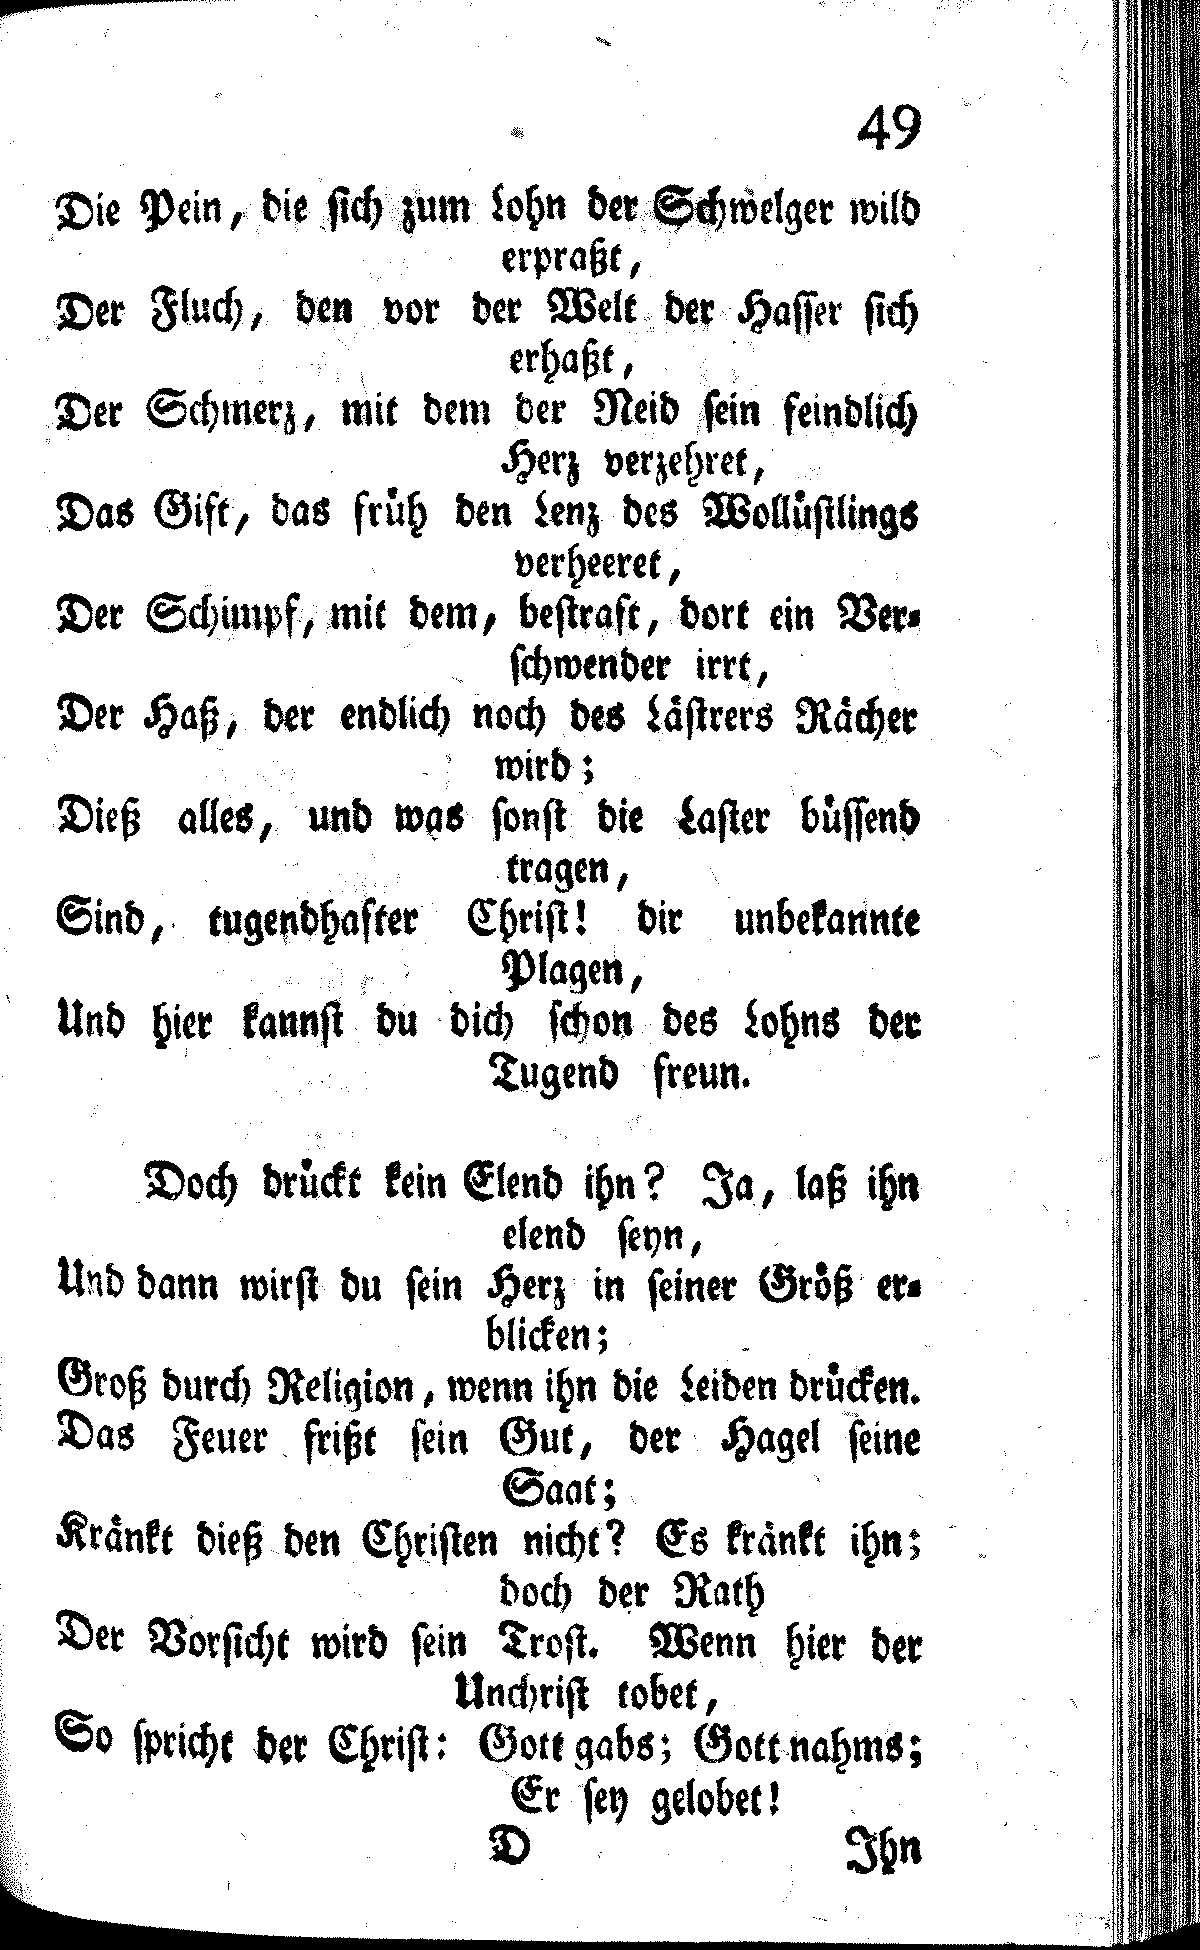 49
Die Pein, die sich zum Lohn der Schwelger wild
erpraßt,
Der Fluch, den vor der Welt der Hasser sich
erhaßt,
Der Schmerz, mit dem der Neid sein feindlich
Herz verzehret,
Das Gift, das früh den Lenz des Wollüstlings
verheeret,
Der Schimpf, mit dem, bestraft, dort ein Ver-
schwender irrt,
Der Haß, der endlich noch des Lästrers Rächer
wird;
Dieß alles, und was sonst die Laster büssend
tragen,
Sind, tugendhafter Christ! dir unbekannte
Plagen,
Und hier kannst du dich schon des Lohns der
Tugend freun.
Doch drückt kein Elend ihn? Ja, laß ihn
elend seyn,
Und dann wirst du sein Herz in seiner Größ er-
blicken;
Groß durch Religion, wenn ihn die Leiden drücken.
Das Feuer frißt sein Gut, der Hagel seine
Saat;
Kränkt dieß den Christen nicht? Es kränkt ihn;
doch der Rath
Der Vorsicht wird sein Trost. Wenn hier der
Unchrist tobet,
So spricht der Christ: Gott gabs; Gott nahms;
Er sey gelobet!
D Ihn